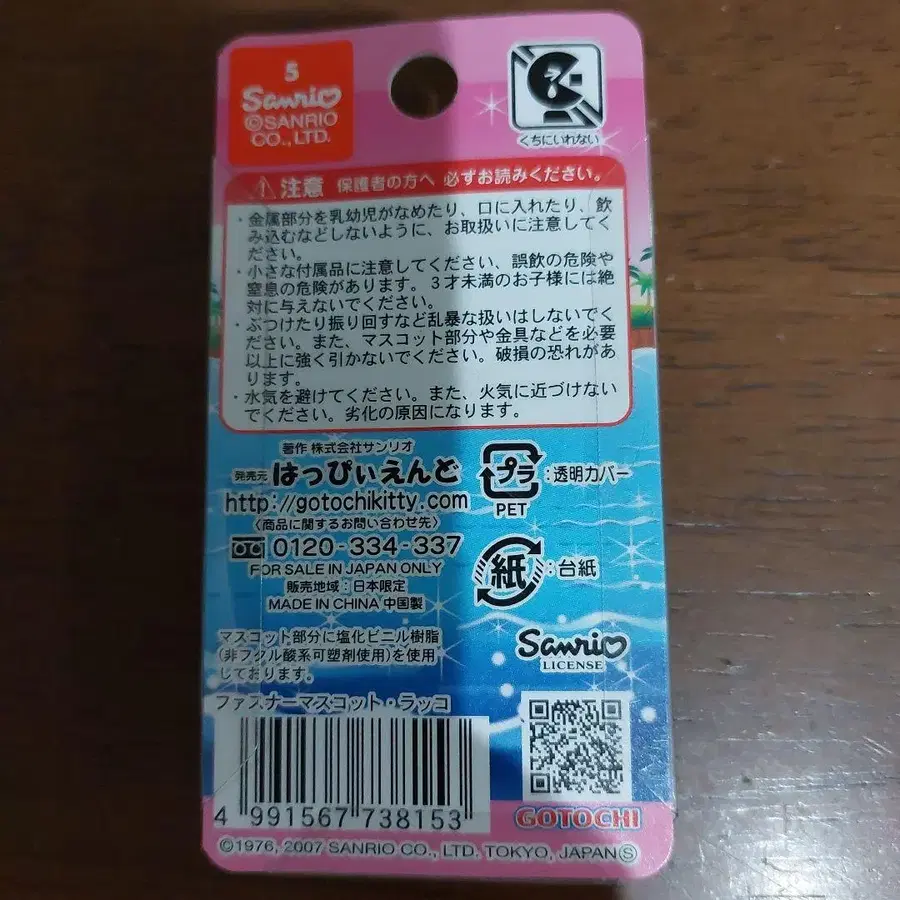 5
Sanrio
©SANRIO
CO., LTD.
くちにいれない
注意 保護者の方へ 必ずお読みください。
・金属部分を乳幼児がなめたり、口に入れたり、飲
み込むなどしないように、お取扱いに注意してく
ださい。
・小さな付属品に注意してください、誤飲の危険や
窒息の危険があります。3才未満のお子様には絶
対に与えないでください。
・ぶつけたり振り回すなど乱暴な扱いはしないでく
ださい。また、マスコット部分や金具などを必要
以上に強く引かないでください。破損の恐れがあ
ります。
・水気を避けてください。また、火気に近づけない
でください。劣化の原因になります。
著作 株式会社サンリオ
発売元 はっぴぃえんど
http://gotochikitty.com
〈商品に関するお問い合わせ先〉
0120-334-337
FOR SALE IN JAPAN ONLY
販売地域:日本限定
MADE IN CHINA 中国製
プラ :透明カバー
PET
紙 :台紙
マスコット部分に塩化ビニル樹脂
(非フタル酸系可塑剤使用)を使用
しております。
Sanrio
LICENSE
ファスナーマスコット・ラッコ
4 991567 738153
GOTOCHI
©1976, 2007 SANRIO CO., LTD. TOKYO, JAPAN Ⓢ